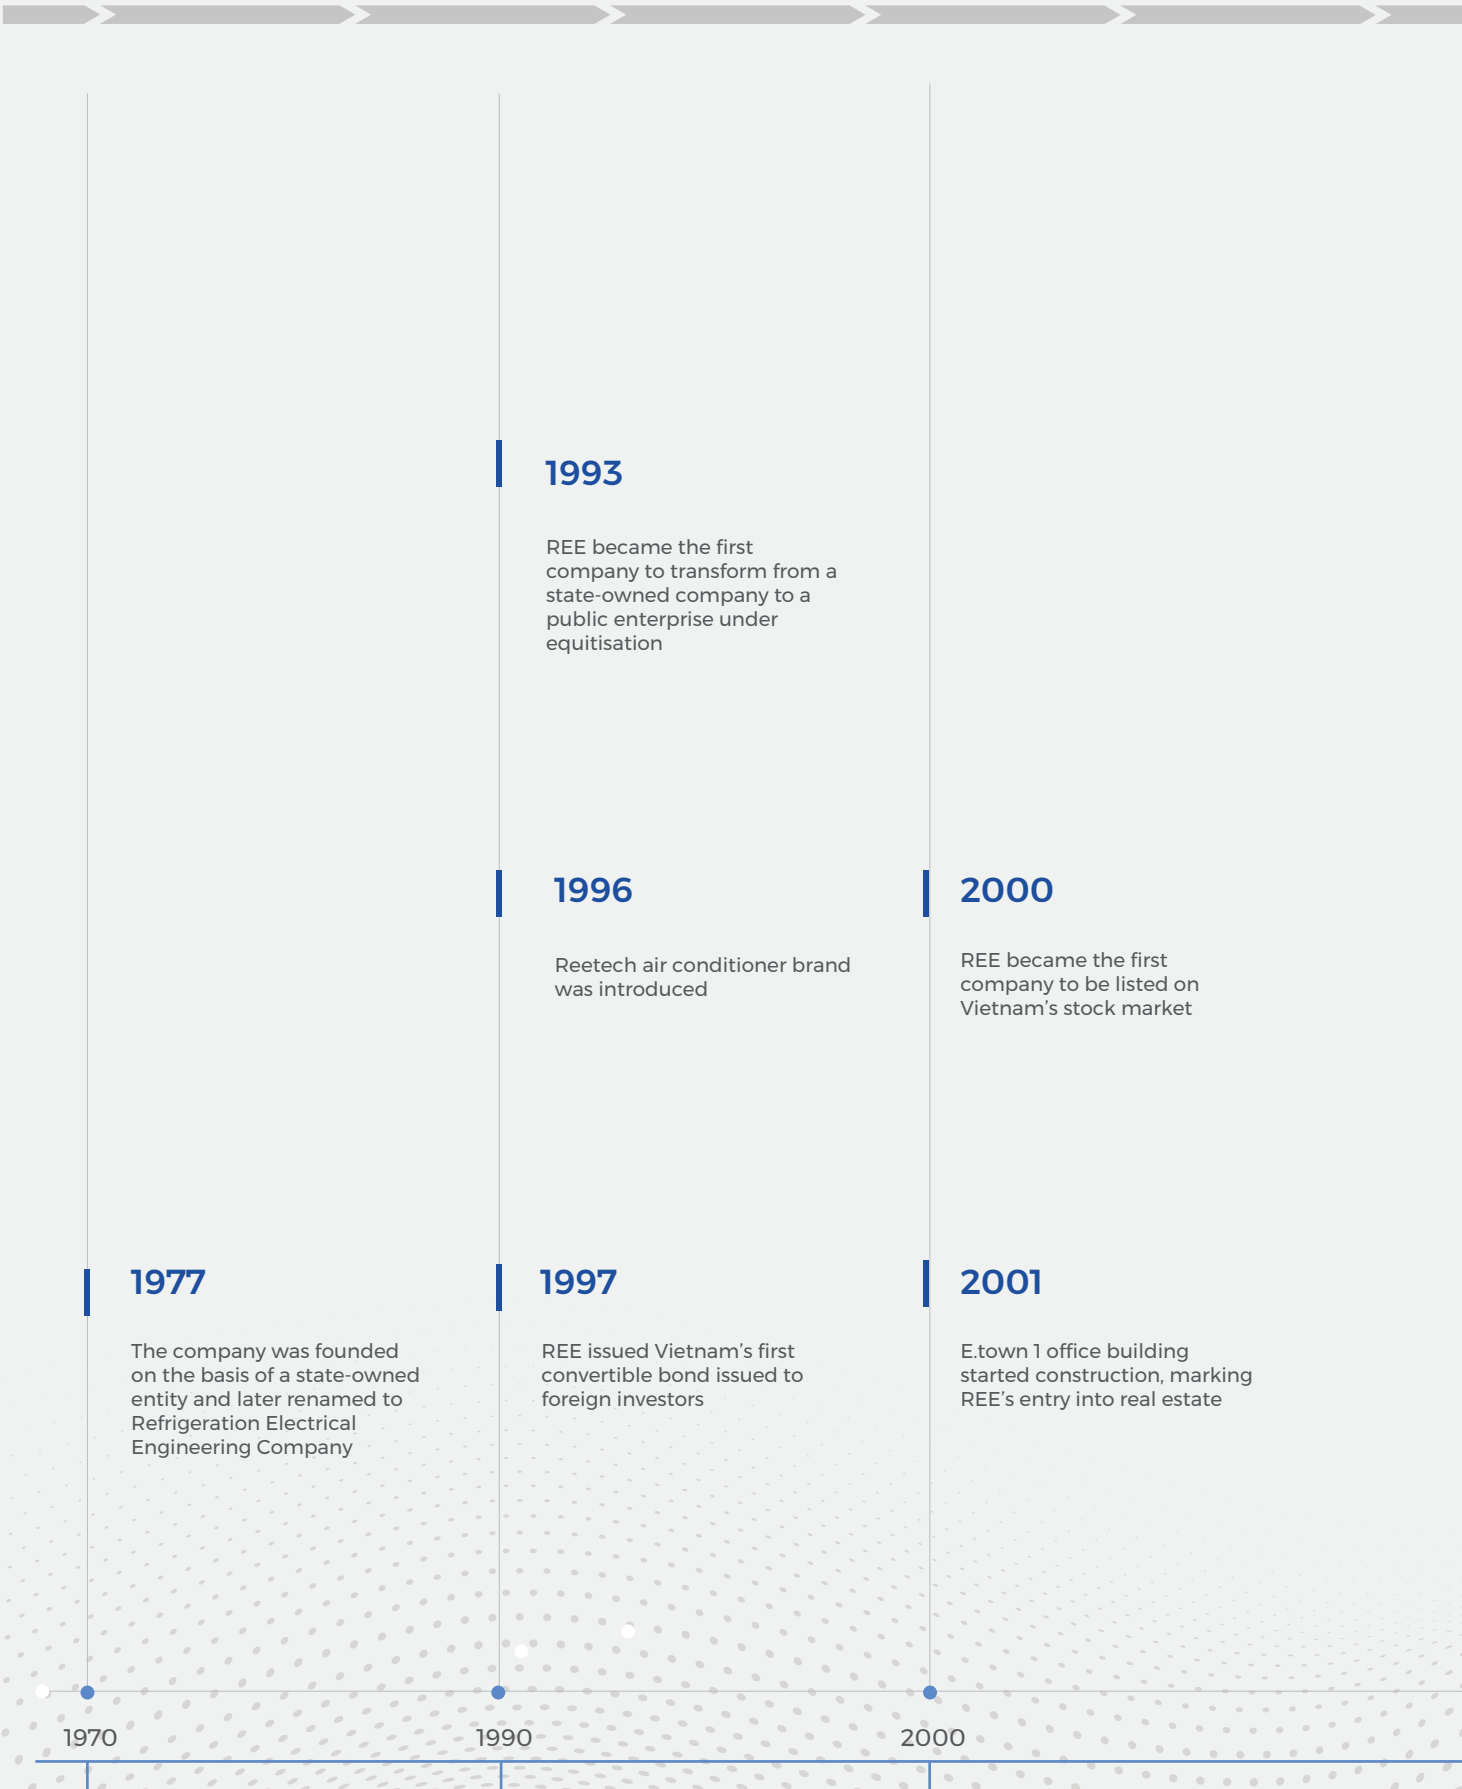 1993
REE became the first
company to transform from a
state-owned company to a
public enterprise under
equitisation
1996
Reetech air conditioner brand
was introduced
2000
REE became the first
company to be listed on
Vietnam's stock market
1977
The company was founded
on the basis of a state-owned
entity and later renamed to
Refrigeration Electrical
Engineering Company
1997
REE issued Vietnam's first
convertible bond issued to
foreign investors
2001
E.town 1 office building
started construction, marking
REE's entry into real estate
1970
1990
2000